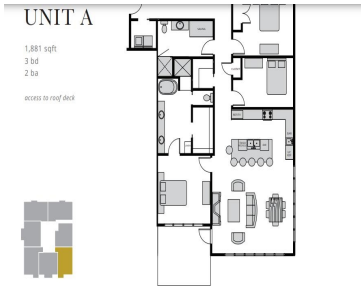 UNIT A
1,881 sqft
3 bd
2 ba
access to roof deck